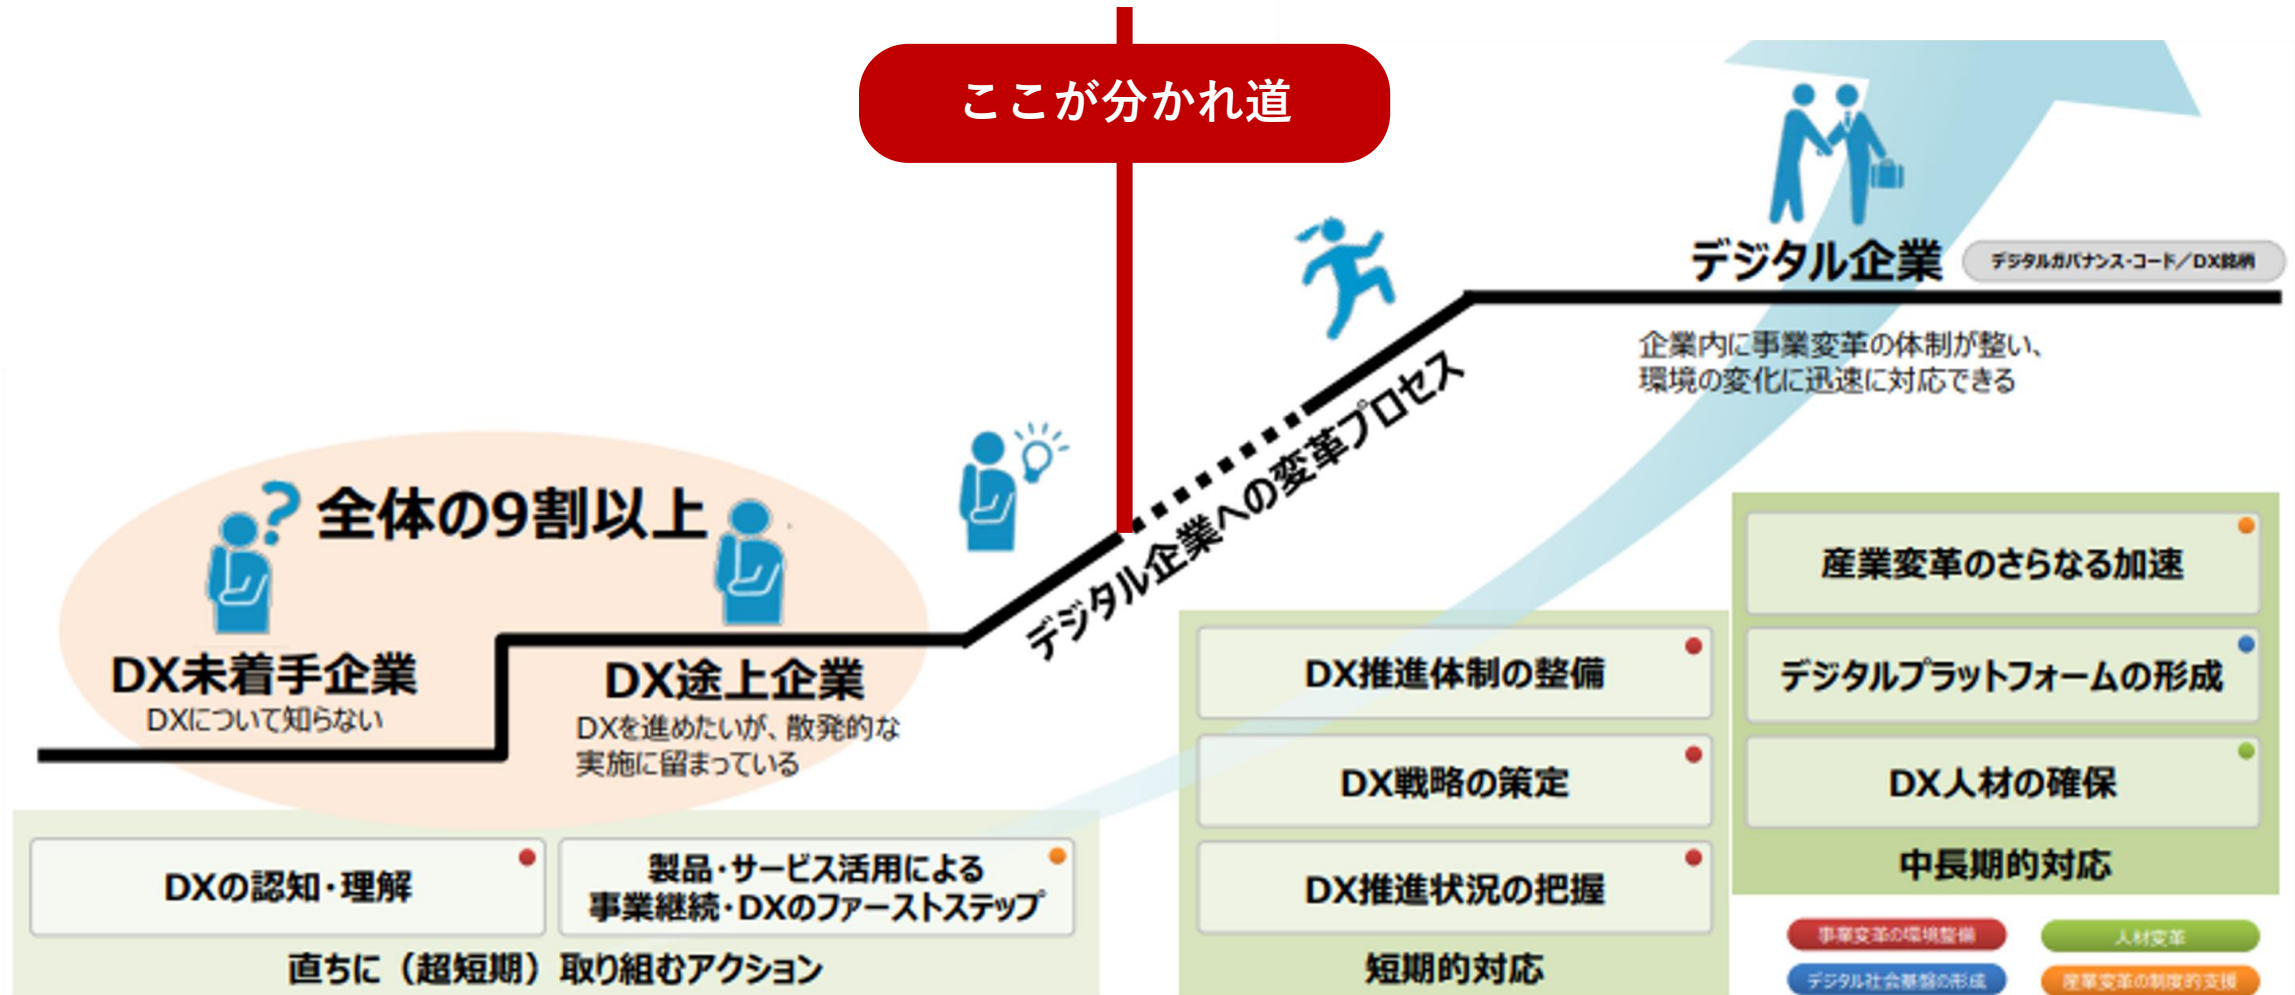 ここが分かれ道
デジタル企業
デジタルガバナンス・コード／DX銘柄
企業内に事業変革の体制が整い、
環境の変化に迅速に対応できる
デジタル企業への変革プロセス
全体の9割以上
DX未着手企業
DXについて知らない
DX途上企業
DXを進めたいが、散発的な
実施に留まっている
DXの認知・理解
製品・サービス活用による
事業継続・DXのファーストステップ
直ちに（超短期）取り組むアクション
DX推進体制の整備
DX戦略の策定
DX推進状況の把握
短期的対応
産業変革のさらなる加速
デジタルプラットフォームの形成
DX人材の確保
中長期的対応
事業変革の環境整備
人材変革
デジタル社会基盤の形成
産業変革の制度的支援